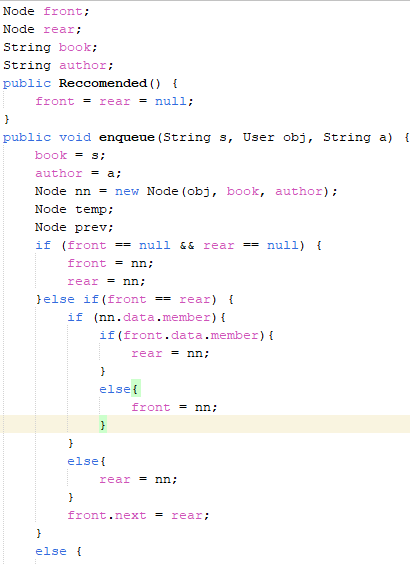 Node front;
Node rear;
String book;
String author;
public Reccomended() {
    front = rear = null;
}
public void enqueue(String s, User obj, String a) {
    book = s;
    author = a;
    Node nn = new Node(obj, book, author);
    Node temp;
    Node prev;
    if (front == null && rear == null) {
        front = nn;
        rear = nn;
    }else if(front == rear) {
        if (nn.data.member){
            if(front.data.member){
                rear = nn;
            }
            else{
                front = nn;
            }
        }
        else{
            rear = nn;
        }
        front.next = rear;
    }
    else {